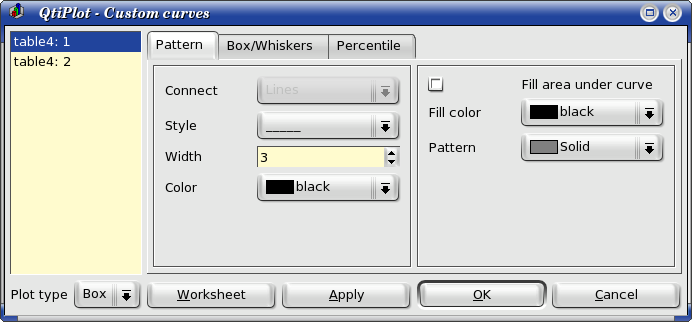 QtiPlot - Custom curves
table4: 1
table4: 2
Pattern
Box/Whiskers
Percentile
Connect
Lines
Style
_____
Width
3
Color
black
Fill area under curve
Fill color
black
Pattern
Solid
Plot type
Box
Worksheet
Apply
OK
Cancel